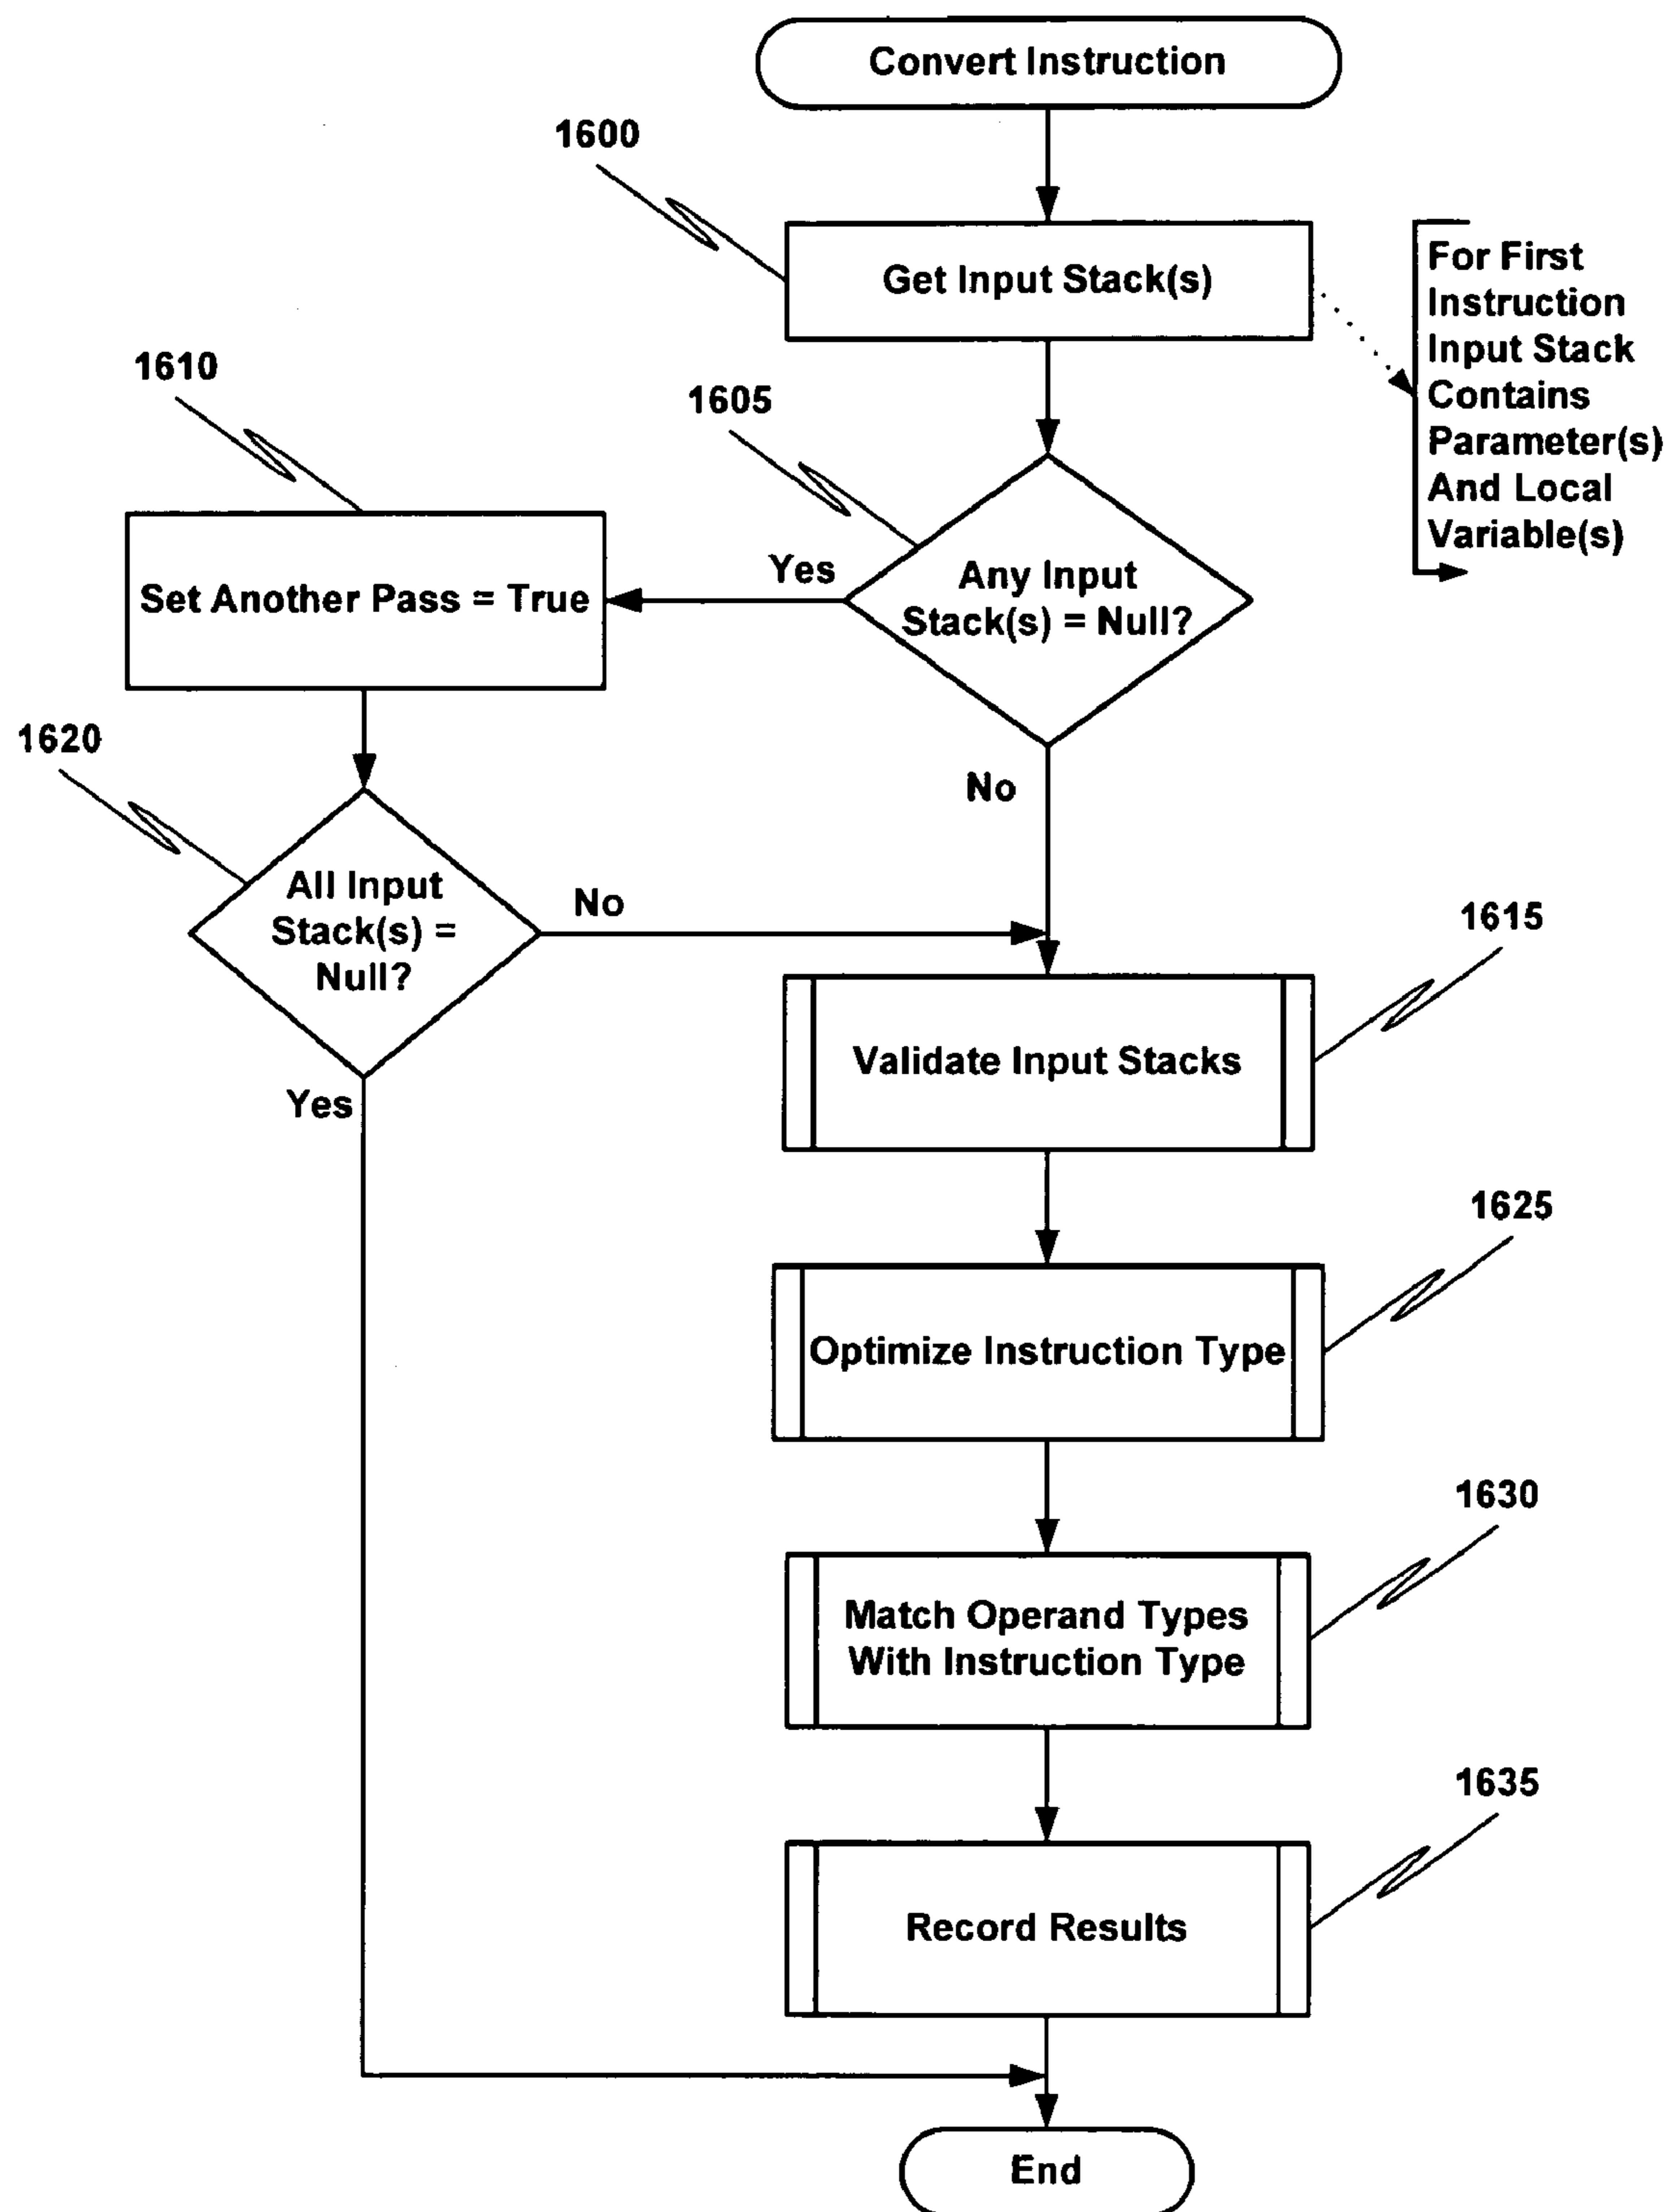 Convert Instruction
1600
Get Input Stack(s)
For First
Instruction
Input Stack
Contains
Parameter(s)
And Local
Variable(s)
1610
1605
Set Another Pass = True
Yes
Any Input
Stack(s) = Null?
1620
No
All Input
Stack(s) =
Null?
No
1615
Yes
Validate Input Stacks
1625
Optimize Instruction Type
1630
Match Operand Types
With Instruction Type
1635
Record Results
End